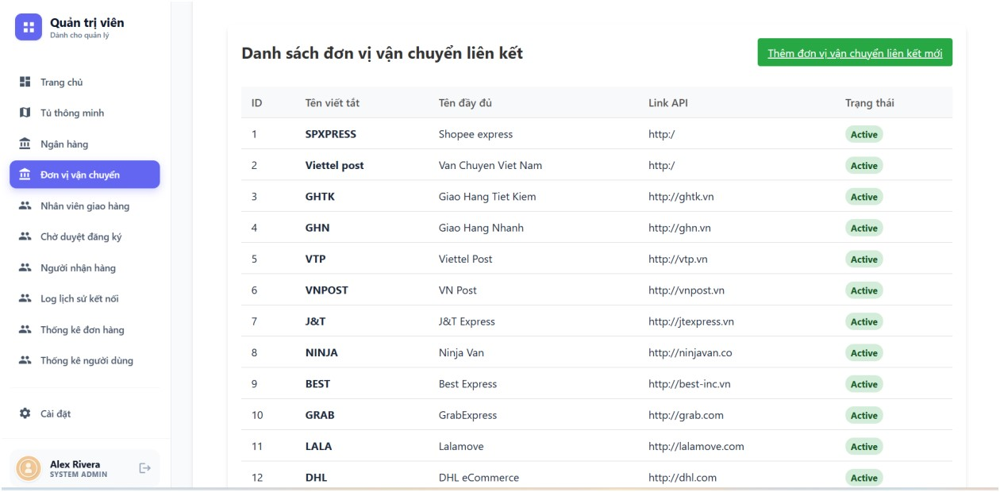 Quản trị viên
Dành cho quản lý
Trang chủ
Tủ thông minh
Ngân hàng
Đơn vị vận chuyển
Nhân viên giao hàng
Chờ duyệt đăng ký
Người nhận hàng
Log lịch sử kết nối
Thống kê đơn hàng
Thống kê người dùng
Cài đặt
Alex Rivera
SYSTEM ADMIN
Danh sách đơn vị vận chuyển liên kết
Thêm đơn vị vận chuyển liên kết mới
ID Tên viết tắt Tên đầy đủ Link API Trạng thái
1 SPXPRESS Shopee express http:/ Active
2 Viettel post Van Chuyen Viet Nam http:/ Active
3 GHTK Giao Hang Tiet Kiem http://ghtk.vn Active
4 GHN Giao Hang Nhanh http://ghn.vn Active
5 VTP Viettel Post http://vtp.vn Active
6 VNPOST VN Post http://vnpost.vn Active
7 J&T J&T Express http://jtexpress.vn Active
8 NINJA Ninja Van http://ninjavan.co Active
9 BEST Best Express http://best-inc.vn Active
10 GRAB GrabExpress http://grab.com Active
11 LALA Lalamove http://lalamove.com Active
12 DHL DHL eCommerce http://dhl.com Active